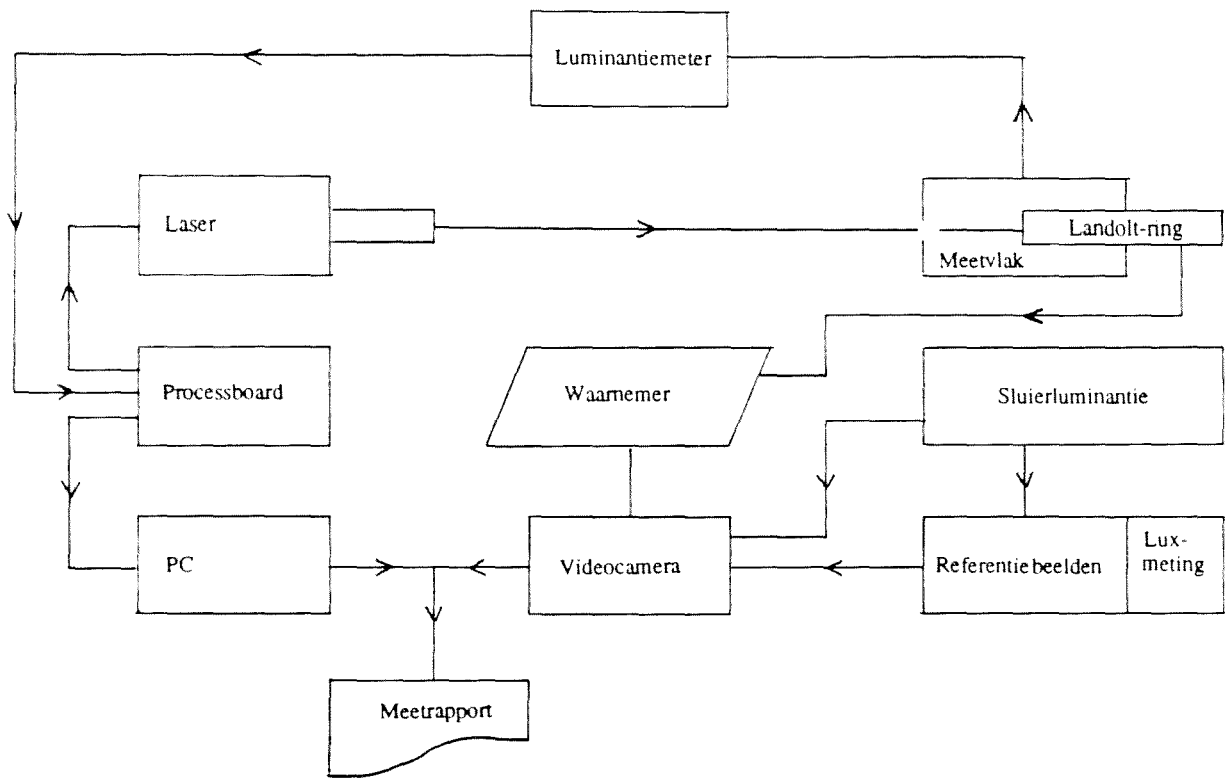 Luminantiemeter
Laser
Landolt-ring
Meetvlak
Processboard
Waarnemer
Sluierluminantie
PC
Videocamera
Referentiebeelden
Lux-
meting
Meetrapport